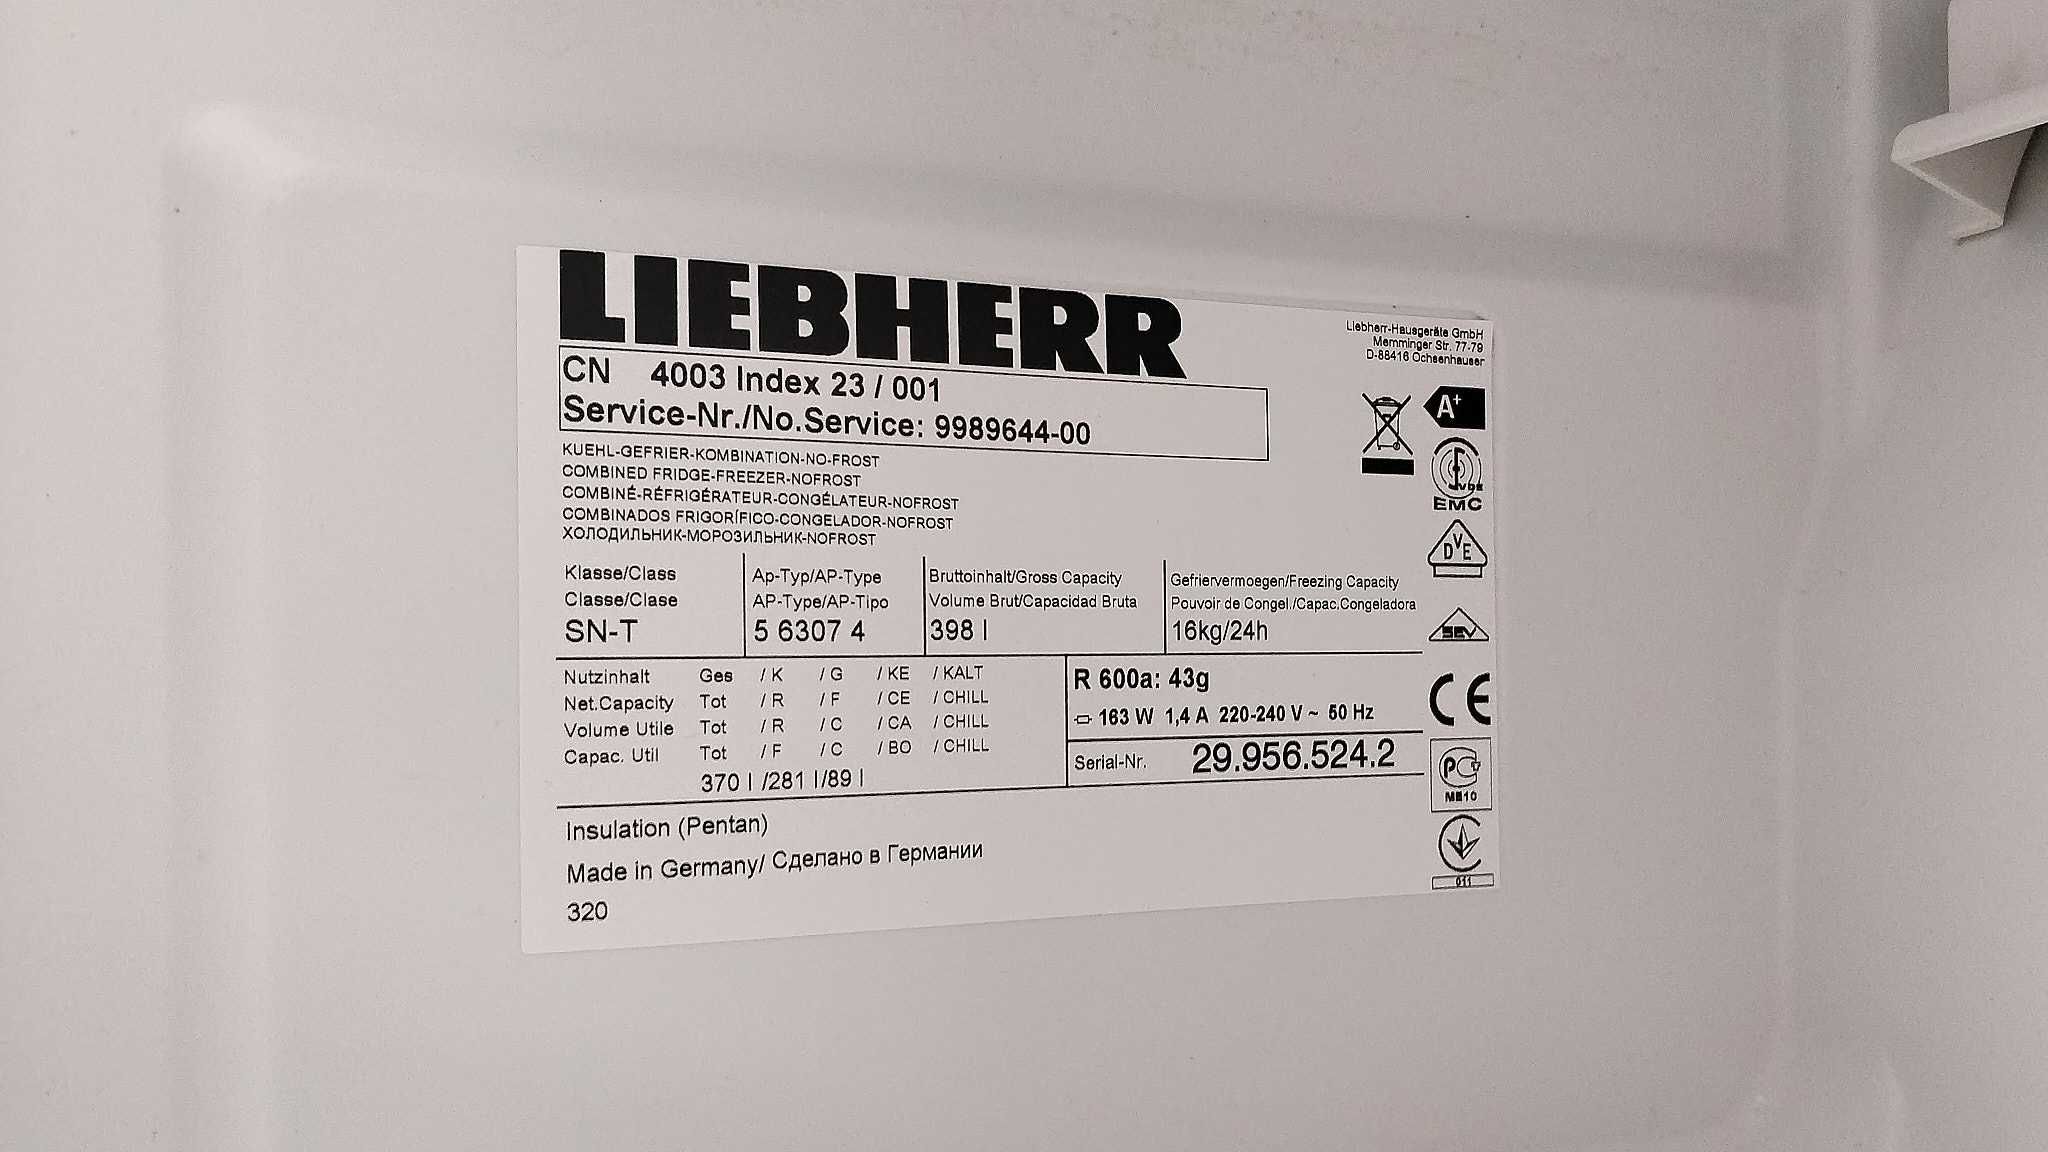 LIEBHERR
Liebherr-Hausgeräte GmbH
Memminger Str. 77-79
D-88416 Ochsenhausen
CN 4003 Index 23 / 001
Service-Nr./No.Service: 9989644-00
A+
VDE
EMC
KUEHL-GEFRIER-KOMBINATION-NO-FROST
COMBINED FRIDGE-FREEZER-NOFROST
COMBINÉ-RÉFRIGÉRATEUR-CONGÉLATEUR-NOFROST
COMBINADOS FRIGORÍFICO-CONGELADOR-NOFROST
ХОЛОДИЛЬНИК-МОРОЗИЛЬНИК-NOFROST
DVE
Klasse/Class Ap-Typ/AP-Type Bruttoinhalt/Gross Capacity Gefriervermoegen/Freezing Capacity
Classe/Clase AP-Type/AP-Tipo Volume Brut/Capacidad Bruta Pouvoir de Congel./Capac.Congeladora
SN-T 5 6307 4 398 l 16kg/24h
SEV
Nutzinhalt Ges / K / G / KE / KALT
Net.Capacity Tot / R / F / CE / CHILL
Volume Utile Tot / R / C / CA / CHILL
Capac. Util Tot / F / C / BO / CHILL
370 l /281 l/89 l
R 600a: 43g
163 W 1,4 A 220-240 V ~ 50 Hz
Serial-Nr. 29.956.524.2
CE
PCT
ME10
011
Insulation (Pentan)
Made in Germany/ Сделано в Германии
320